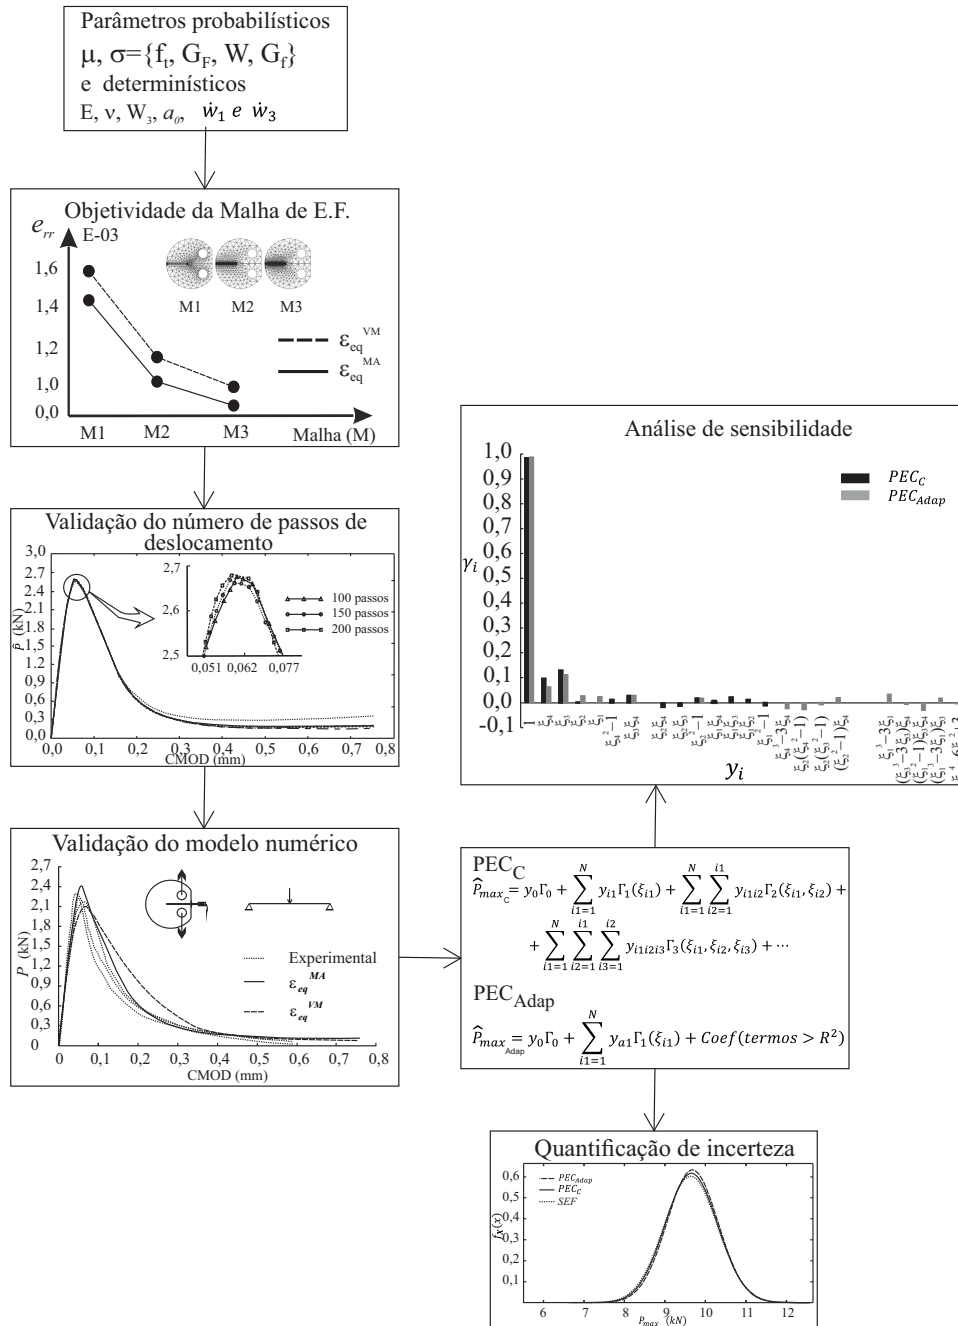 Parâmetros probabilísticos
μ, σ={f_t, G_F, W, G_f}
e determinísticos
E, ν, W_3, a_0, ẇ_1 e ẇ_3
Objetividade da Malha de E.F.
e_rr
E-03
1,6
1,4
1,2
1,0
0,0
M1
M2
M3
ε_eq^VM
ε_eq^MA
M1
M2
M3
Malha (M)
Validação do número de passos de
deslocamento
P̂ (kN)
3,0
2.7
2.4
2.1
1.8
1.5
1.2
0.9
0.6
0.3
0,0
0
0,1
0,2
0,3
0,4
0,5
0,6
0,7
0,8
CMOD (mm)
2,7
2,6
2,5
0,051
0,062
0,077
100 passos
150 passos
200 passos
Validação do modelo numérico
P (kN)
2,7
2,4
2,1
1,8
1,5
1,2
0,9
0,6
0,3
0
0
0,1
0,2
0,3
0,4
0,5
0,6
0,7
0,8
CMOD (mm)
Experimental
ε_eq^MA
ε_eq^VM
Análise de sensibilidade
γ_i
1,0
0,9
0,8
0,7
0,6
0,5
0,4
0,3
0,2
0,1
0,0
-0,1
PEC_C
PEC_Adap
1
ξ_4
ξ_3
ξ_2
ξ_1
ξ_4^2−1
ξ_3ξ_4
y_i
PEC_C
P̂_max_C = y_0Γ_0 + ∑_{i1=1}^{N} y_{i1}Γ_1(ξ_{i1}) + ∑_{i1=1}^{N} ∑_{i2=1}^{i1} y_{i1i2}Γ_2(ξ_{i1}, ξ_{i2}) +
+ ∑_{i1=1}^{N} ∑_{i2=1}^{i1} ∑_{i3=1}^{i2} y_{i1i2i3}Γ_3(ξ_{i1}, ξ_{i2}, ξ_{i3}) + ⋯
PEC_Adap
P̂_max_Adap = y_0Γ_0 + ∑_{i1=1}^{N} y_{a1}Γ_1(ξ_{i1}) + Coef(termos > R^2)
Quantificação de incerteza
f_X(x)
0,6
0,5
0,4
0,3
0,2
0,1
PEC_Adap
PEC_C
SEF
6
7
8
9
10
11
12
P_max (kN)